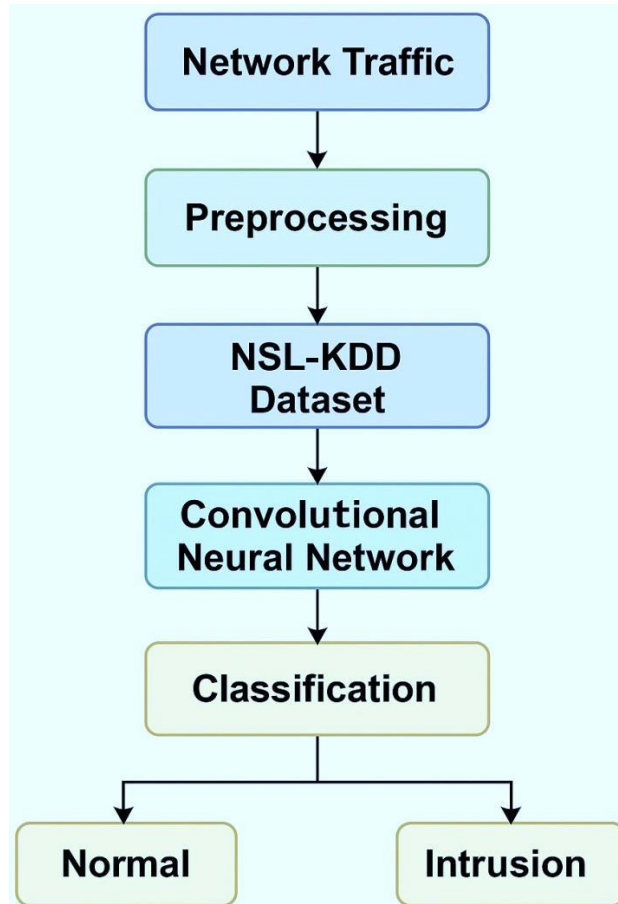 Network Traffic
Preprocessing
NSL-KDD
Dataset
Convolutional
Neural Network
Classification
Normal
Intrusion